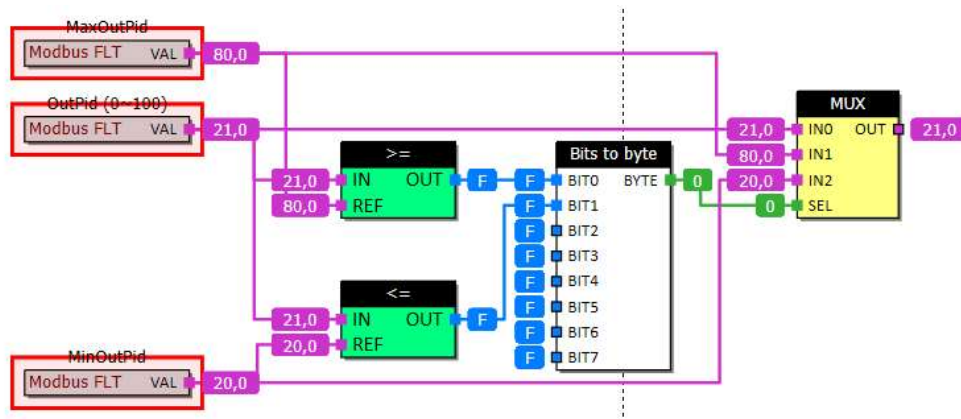 MaxOutPid
Modbus FLT VAL 80,0
OutPid (0~100)
Modbus FLT VAL 21,0
MUX
21,0 IN0 OUT 21,0
80,0 IN1
20,0 IN2
0 SEL
>=
21,0 IN OUT F
80,0 REF
Bits to byte
F BIT0 BYTE 0
BIT1
F BIT2
F BIT3
F BIT4
F BIT5
F BIT6
F BIT7
<=
21,0 IN OUT F
20,0 REF
MinOutPid
Modbus FLT VAL 20,0